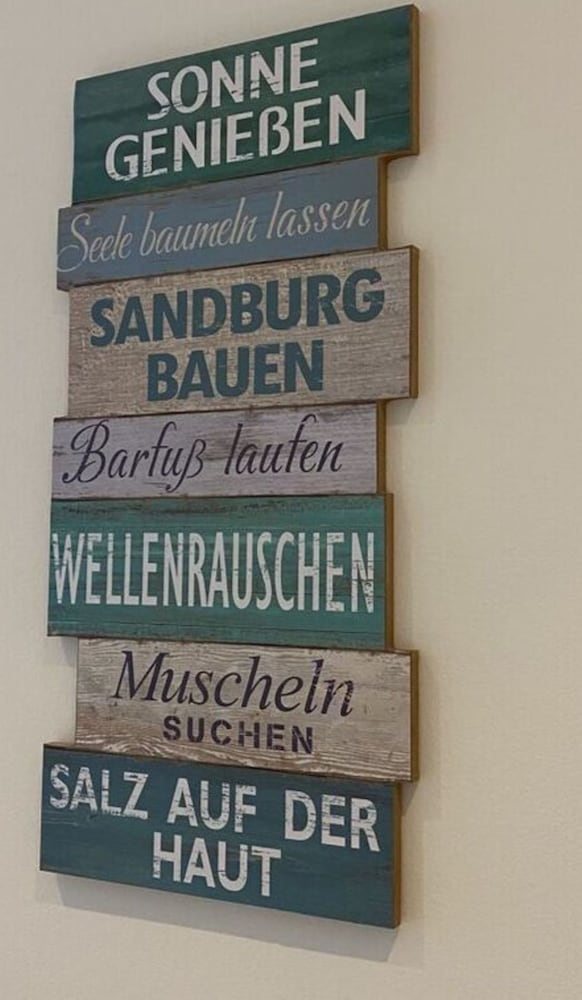 SONNE
GENIEßEN
Seele baumeln lassen
SANDBURG
BAUEN
Barfuß laufen
WELLENRAUSCHEN
Muscheln
SUCHEN
SALZ AUF DER
HAUT